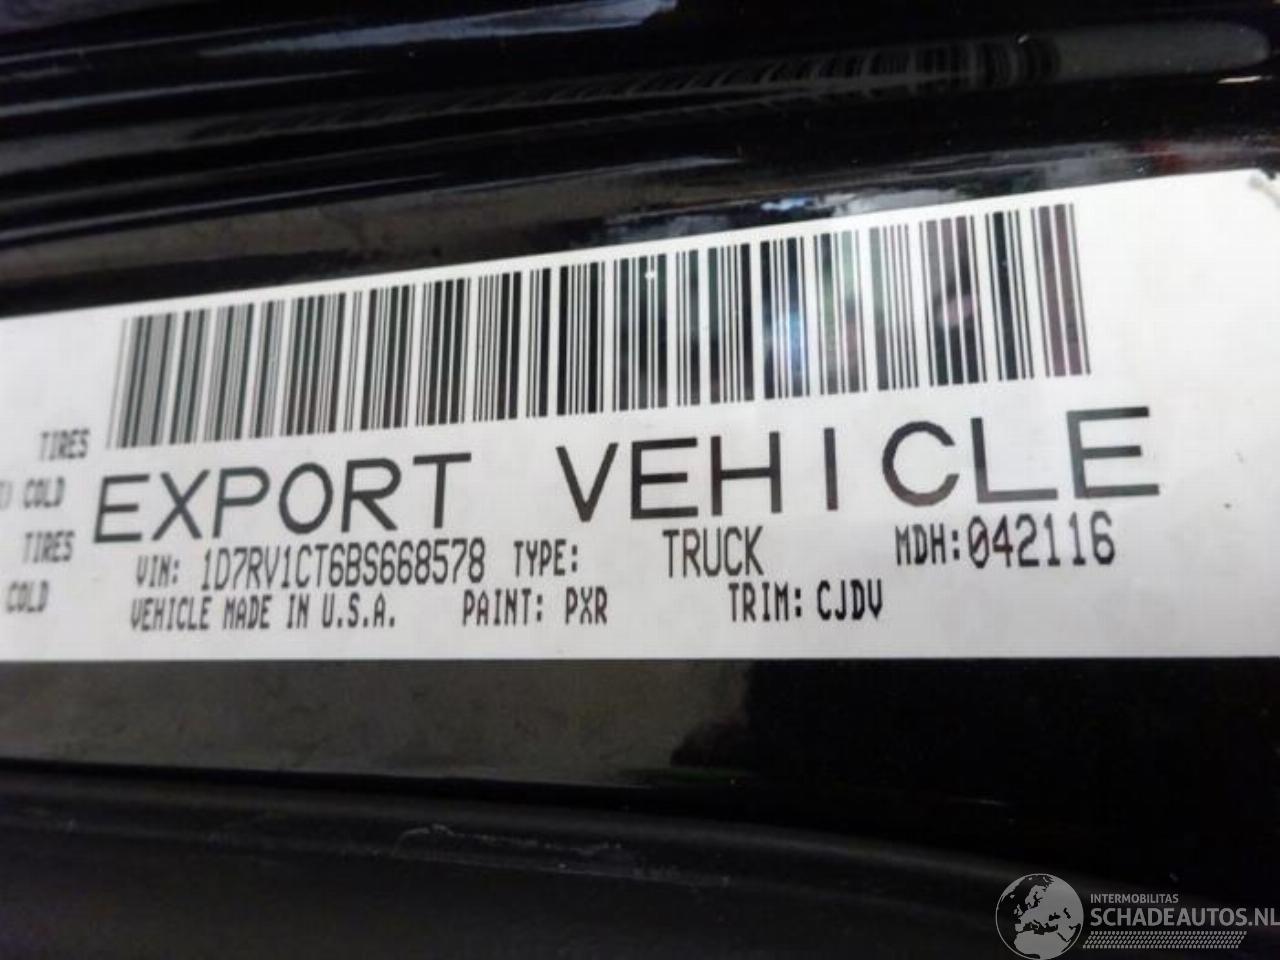 TIRES
COLD
TIRES
COLD
EXPORT VEHICLE
VIN: 1D7RV1CT6BS668578 TYPE: TRUCK MDH:042116
VEHICLE MADE IN U.S.A. PAINT: PXR TRIM: CJDV
INTERMOBILITAS
SCHADEAUTOS.NL